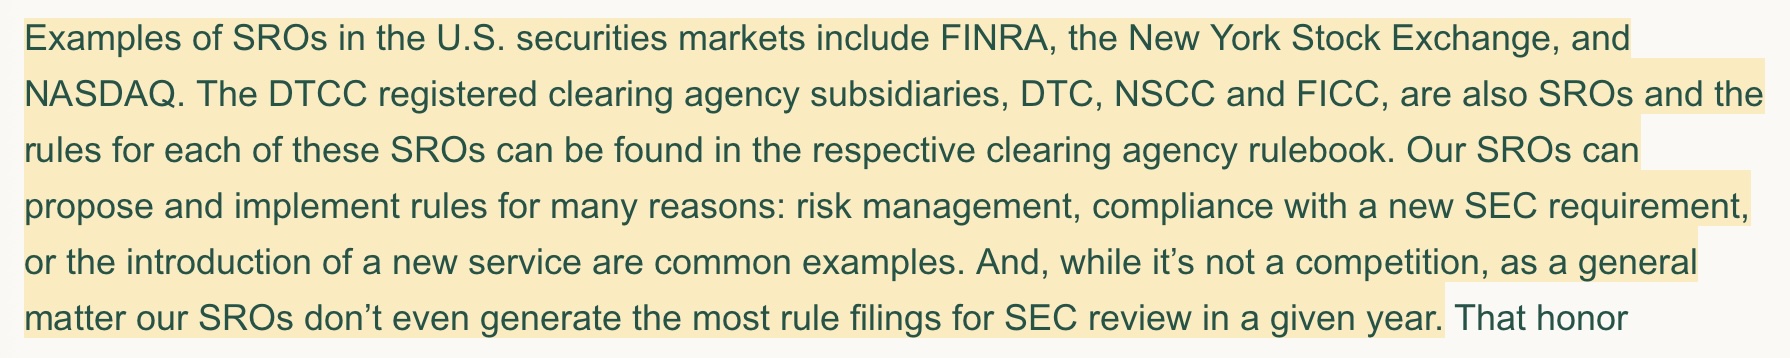 Examples of SROs in the U.S. securities markets include FINRA, the New York Stock Exchange, and
NASDAQ. The DTCC registered clearing agency subsidiaries, DTC, NSCC and FICC, are also SROs and the
rules for each of these SROs can be found in the respective clearing agency rulebook. Our SROs can
propose and implement rules for many reasons: risk management, compliance with a new SEC requirement,
or the introduction of a new service are common examples. And, while it’s not a competition, as a general
matter our SROs don’t even generate the most rule filings for SEC review in a given year. That honor